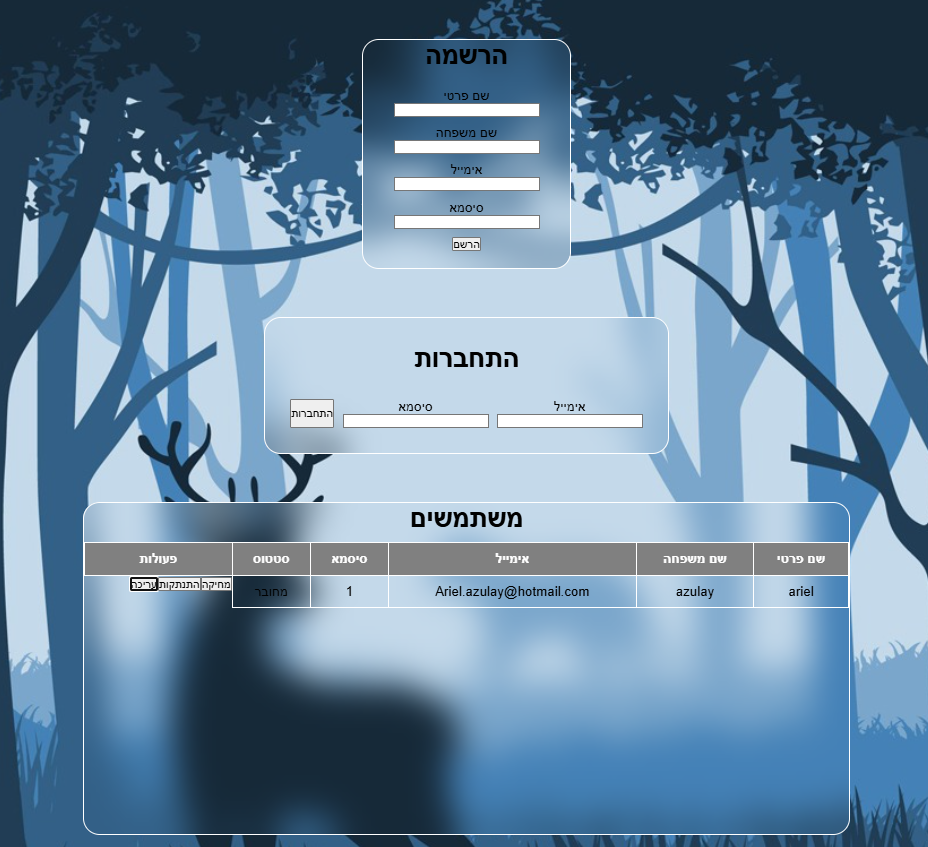 הרשמה
שם פרטי
שם משפחה
אימייל
סיסמא
הרשם
התחברות
אימייל סיסמא התחברות
משתמשים
שם פרטי שם משפחה אימייל סיסמא סטטוס פעולות
ariel azulay Ariel.azulay@hotmail.com 1 מחובר מחיקה התנתקות עריכה